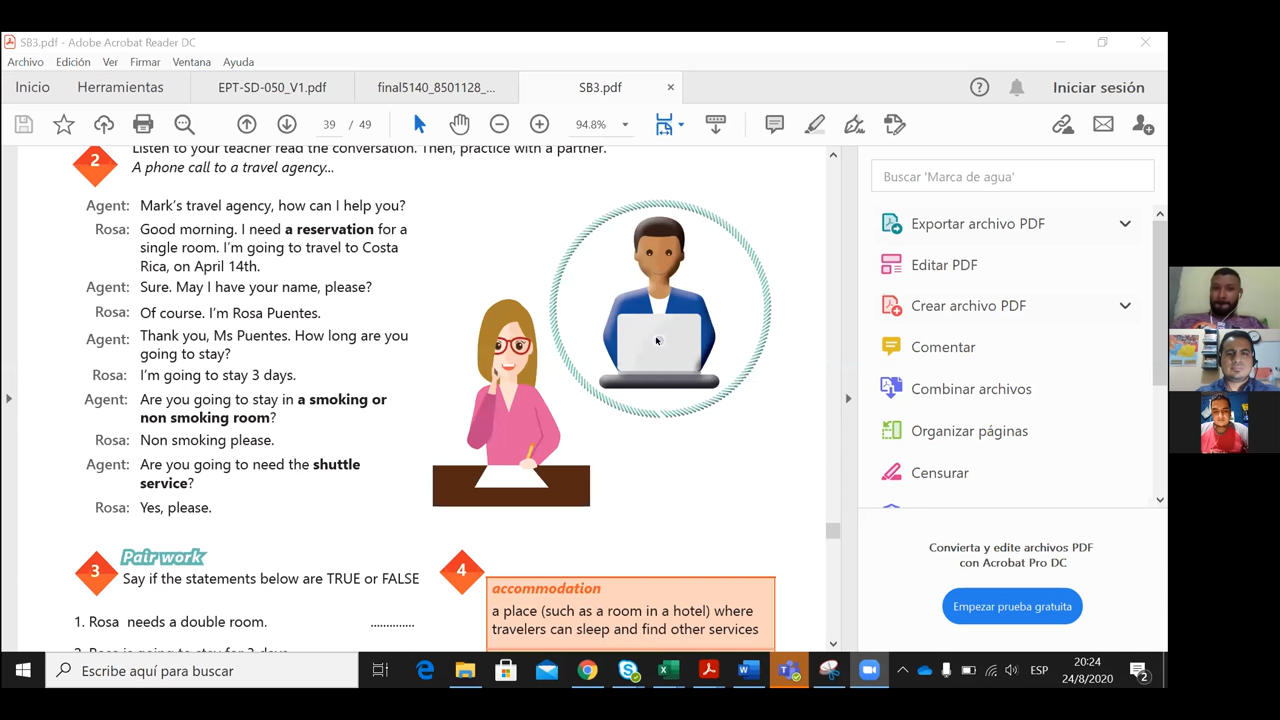 SB3.pdf - Adobe Acrobat Reader DC
Archivo Edición Ver Firmar Ventana Ayuda
Inicio Herramientas EPT-SD-050_V1.pdf final5140_8501128_... SB3.pdf × Iniciar sesión
39 / 49 94.8%
2 Listen to your teacher read the conversation. Then, practice with a partner.
A phone call to a travel agency...
Agent: Mark's travel agency, how can I help you?
Rosa: Good morning. I need a reservation for a
single room. I'm going to travel to Costa
Rica, on April 14th.
Agent: Sure. May I have your name, please?
Rosa: Of course. I'm Rosa Puentes.
Agent: Thank you, Ms Puentes. How long are you
going to stay?
Rosa: I'm going to stay 3 days.
Agent: Are you going to stay in a smoking or
non smoking room?
Rosa: Non smoking please.
Agent: Are you going to need the shuttle
service?
Rosa: Yes, please.
3 Pair work
Say if the statements below are TRUE or FALSE
1. Rosa needs a double room. ..............
2. Rosa is going to stay for 3 days
4
accommodation
a place (such as a room in a hotel) where
travelers can sleep and find other services
Buscar 'Marca de agua'
Exportar archivo PDF
Editar PDF
Crear archivo PDF
Comentar
Combinar archivos
Organizar páginas
Censurar
Convierta y edite archivos PDF
con Acrobat Pro DC
Empezar prueba gratuita
Escribe aquí para buscar
ESP
20:24
24/8/2020
2